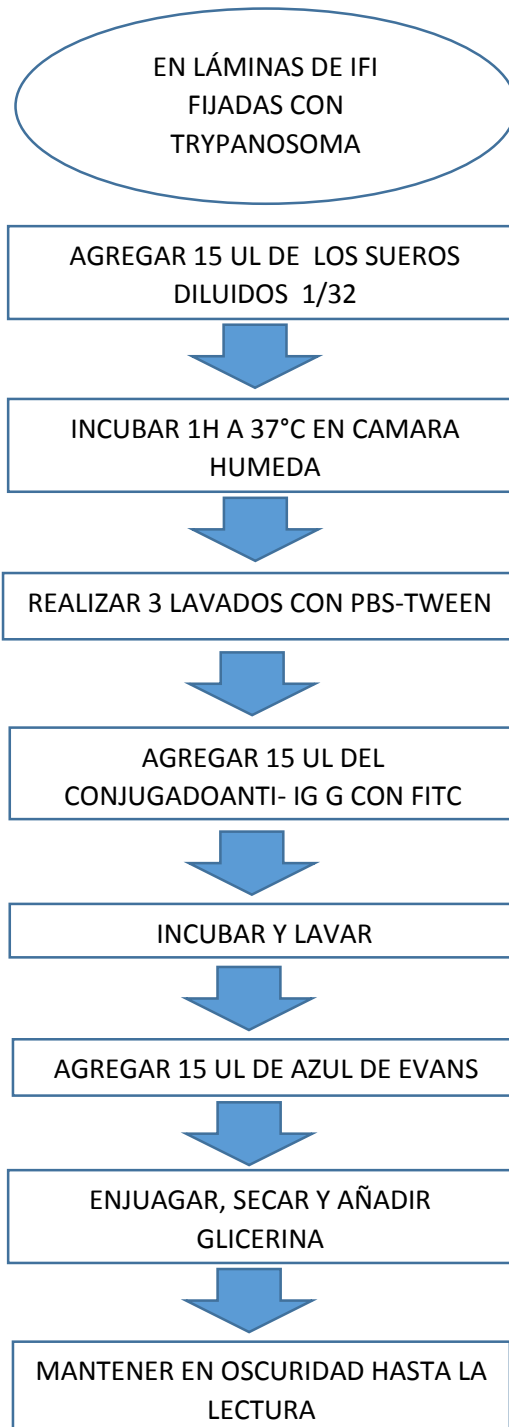 EN LÁMINAS DE IFI
FIJADAS CON
TRYPANOSOMA
AGREGAR 15 UL DE LOS SUEROS
DILUIDOS 1/32
INCUBAR 1H A 37°C EN CAMARA
HUMEDA
REALIZAR 3 LAVADOS CON PBS-TWEEN
AGREGAR 15 UL DEL
CONJUGADOANTI- IG G CON FITC
INCUBAR Y LAVAR
AGREGAR 15 UL DE AZUL DE EVANS
ENJUAGAR, SECAR Y AÑADIR
GLICERINA
MANTENER EN OSCURIDAD HASTA LA
LECTURA